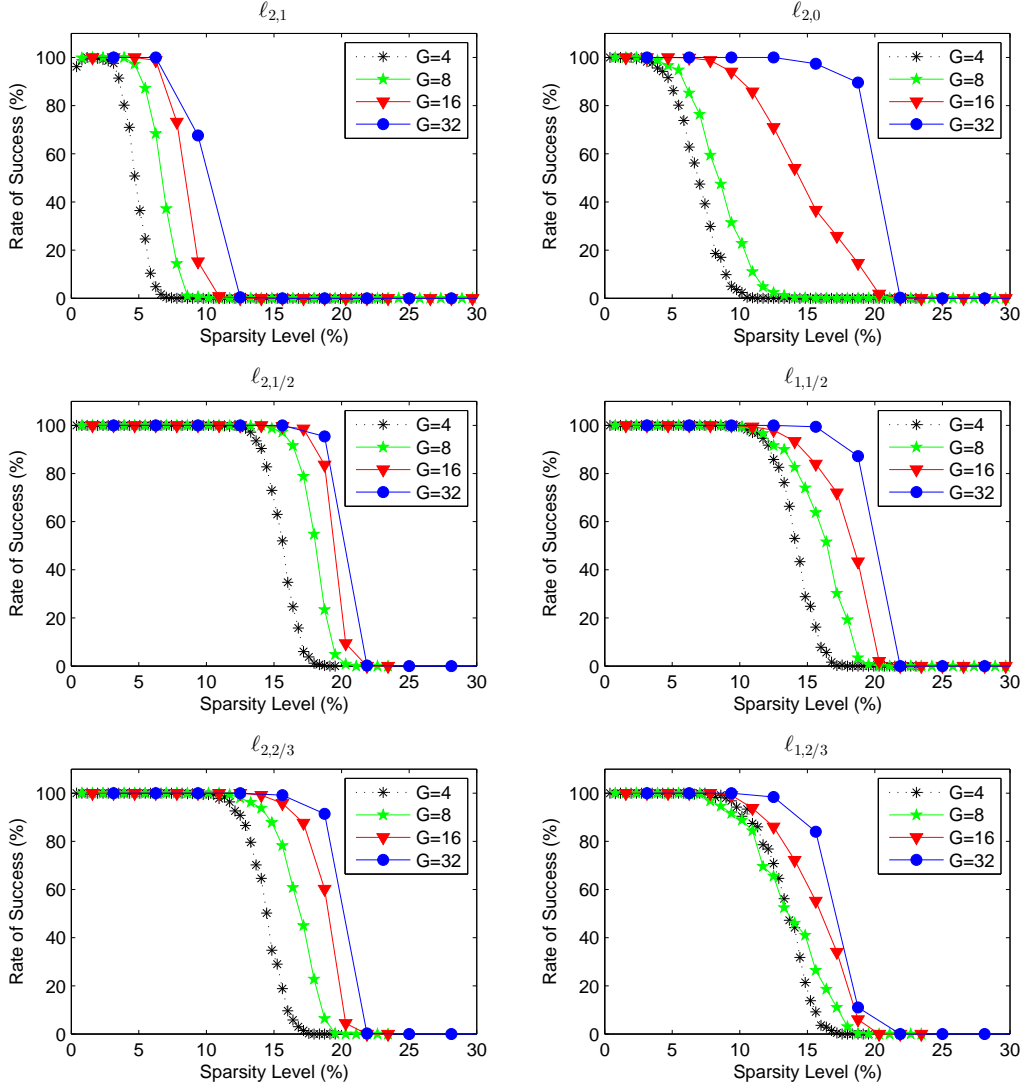 ℓ2,1
Rate of Success (%)
100
80
60
40
20
0
G=4
G=8
G=16
G=32
0 5 10 15 20 25 30
Sparsity Level (%)
ℓ2,0
Rate of Success (%)
100
80
60
40
20
0
G=4
G=8
G=16
G=32
0 5 10 15 20 25 30
Sparsity Level (%)
ℓ2,1/2
Rate of Success (%)
100
80
60
40
20
0
G=4
G=8
G=16
G=32
0 5 10 15 20 25 30
Sparsity Level (%)
ℓ1,1/2
Rate of Success (%)
100
80
60
40
20
0
G=4
G=8
G=16
G=32
0 5 10 15 20 25 30
Sparsity Level (%)
ℓ2,2/3
Rate of Success (%)
100
80
60
40
20
0
G=4
G=8
G=16
G=32
0 5 10 15 20 25 30
Sparsity Level (%)
ℓ1,2/3
Rate of Success (%)
100
80
60
40
20
0
G=4
G=8
G=16
G=32
0 5 10 15 20 25 30
Sparsity Level (%)